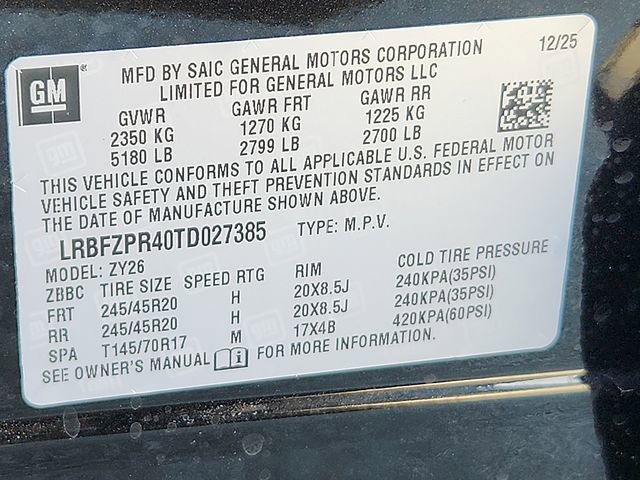 GM
MFD BY SAIC GENERAL MOTORS CORPORATION
LIMITED FOR GENERAL MOTORS LLC
12/25
GVWR GAWR FRT GAWR RR
2350 KG 1270 KG 1225 KG
5180 LB 2799 LB 2700 LB
THIS VEHICLE CONFORMS TO ALL APPLICABLE U.S. FEDERAL MOTOR
VEHICLE SAFETY AND THEFT PREVENTION STANDARDS IN EFFECT ON
THE DATE OF MANUFACTURE SHOWN ABOVE.
LRBFZPR40TD027385 TYPE: M.P.V.
MODEL: ZY26
ZBBC TIRE SIZE SPEED RTG RIM COLD TIRE PRESSURE
FRT 245/45R20 H 20X8.5J 240KPA(35PSI)
RR 245/45R20 H 20X8.5J 240KPA(35PSI)
SPA T145/70R17 M 17X4B 420KPA(60PSI)
SEE OWNER'S MANUAL i FOR MORE INFORMATION.